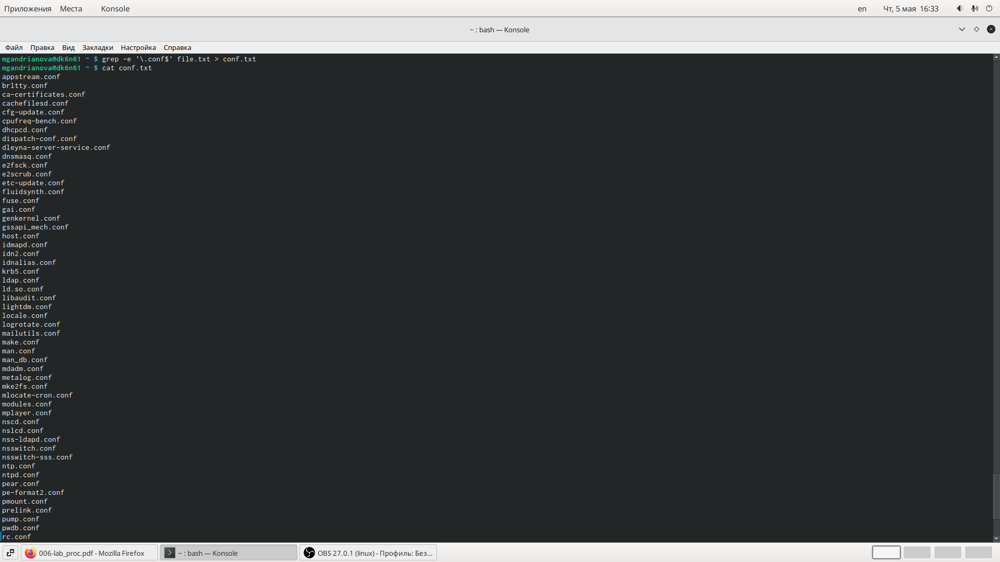 Приложения Места Konsole en Чт, 5 мая 16:33
~ : bash — Konsole
Файл Правка Вид Закладки Настройка Справка
mgandrianova@dk6n61 ~ $ grep -e '\.conf$' file.txt > conf.txt
mgandrianova@dk6n61 ~ $ cat conf.txt
appstream.conf
brltty.conf
ca-certificates.conf
cachefilesd.conf
cfg-update.conf
cpufreq-bench.conf
dhcpcd.conf
dispatch-conf.conf
dleyna-server-service.conf
dnsmasq.conf
e2fsck.conf
e2scrub.conf
etc-update.conf
fluidsynth.conf
fuse.conf
gai.conf
genkernel.conf
gssapi_mech.conf
host.conf
idmapd.conf
idn2.conf
idnalias.conf
krb5.conf
ldap.conf
ld.so.conf
libaudit.conf
lightdm.conf
locale.conf
logrotate.conf
mailutils.conf
make.conf
man.conf
man_db.conf
mdadm.conf
metalog.conf
mke2fs.conf
mlocate-cron.conf
modules.conf
mplayer.conf
nscd.conf
nslcd.conf
nss-ldapd.conf
nsswitch.conf
nsswitch-sss.conf
ntp.conf
ntpd.conf
pear.conf
pe-format2.conf
pmount.conf
prelink.conf
pump.conf
pwdb.conf
rc.conf
006-lab_proc.pdf - Mozilla Firefox ~ : bash — Konsole OBS 27.0.1 (linux) - Профиль: Без...